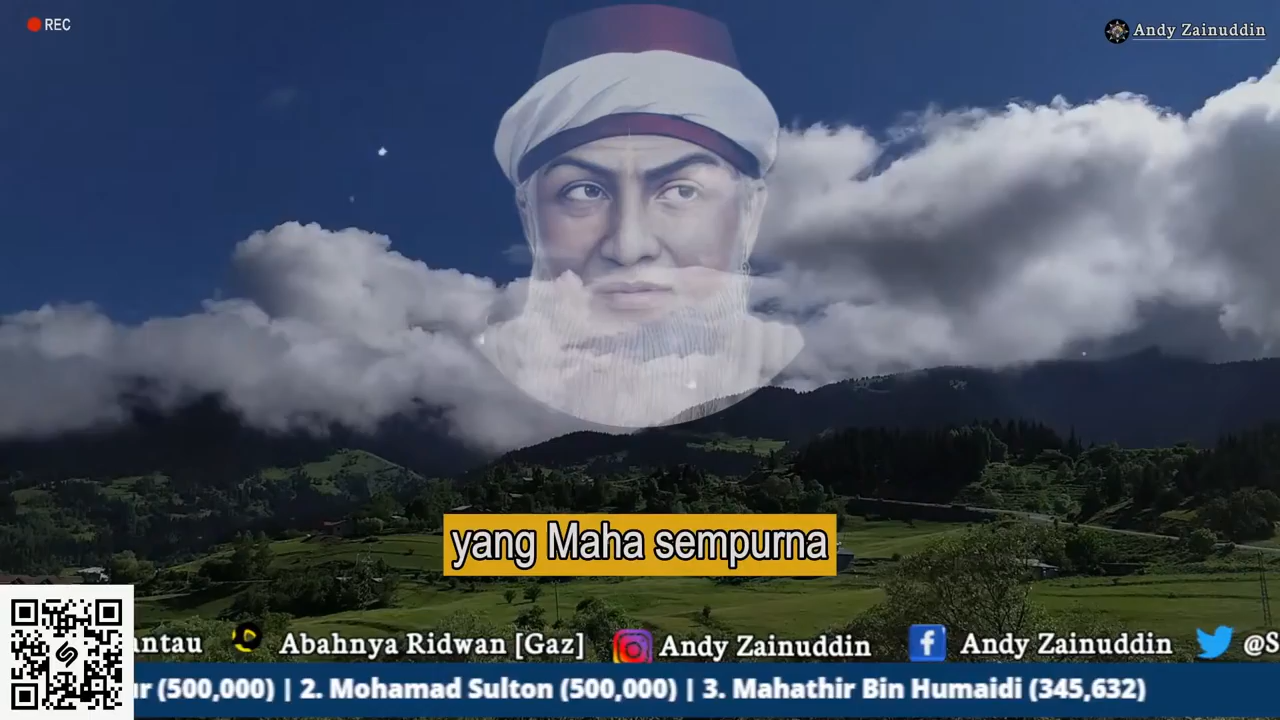 REC
Andy Zainuddin
yang Maha sempurna
Abahnya Ridwan [Gaz]
Andy Zainuddin
Andy Zainuddin
(500,000) | 2. Mohamad Sulton (500,000) | 3. Mahathir Bin Humaidi (345,632)